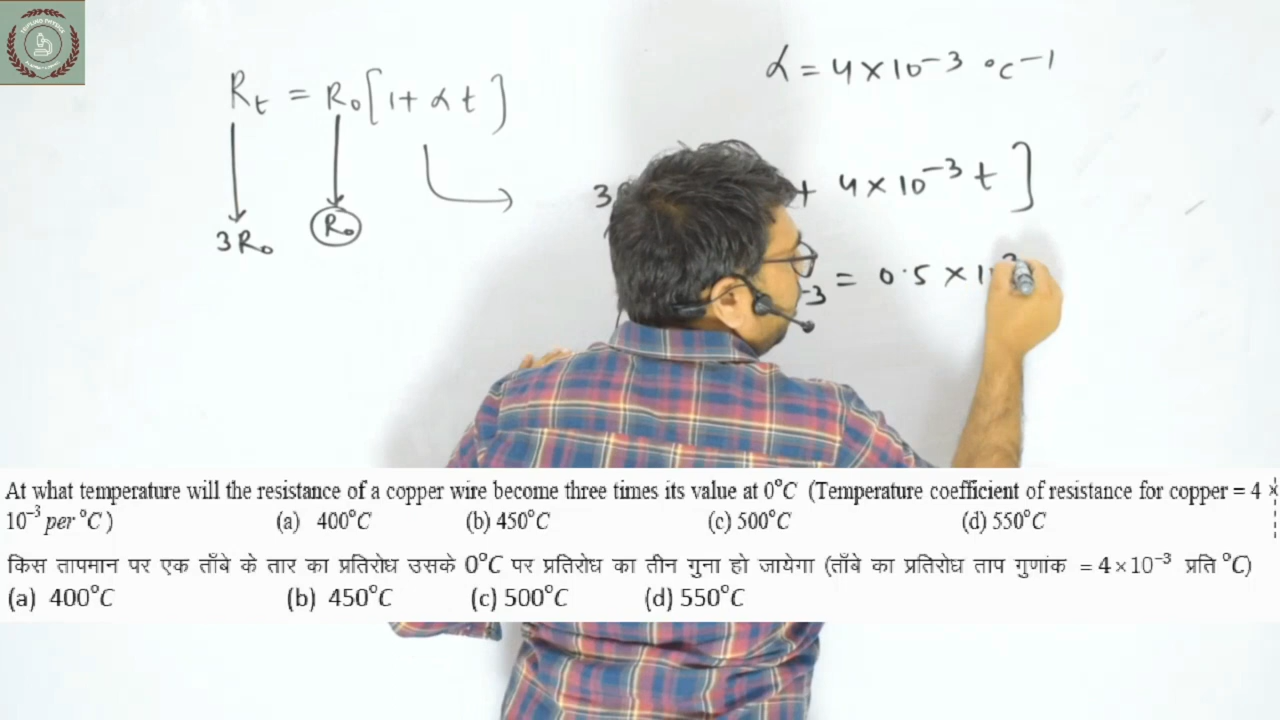 Rt = R0[1+ αt]
α = 4×10⁻³ °C⁻¹
3
+ 4×10⁻³ t ]
3R0
R0
-3 = 0.5 ×
At what temperature will the resistance of a copper wire become three times its value at 0°C (Temperature coefficient of resistance for copper = 4 ×
10⁻³ per °C ) (a) 400°C (b) 450°C (c) 500°C (d) 550°C
किस तापमान पर एक ताँबे के तार का प्रतिरोध उसके 0°C पर प्रतिरोध का तीन गुना हो जायेगा (ताँबे का प्रतिरोध ताप गुणांक = 4×10⁻³ प्रति °C)
(a) 400°C (b) 450°C (c) 500°C (d) 550°C